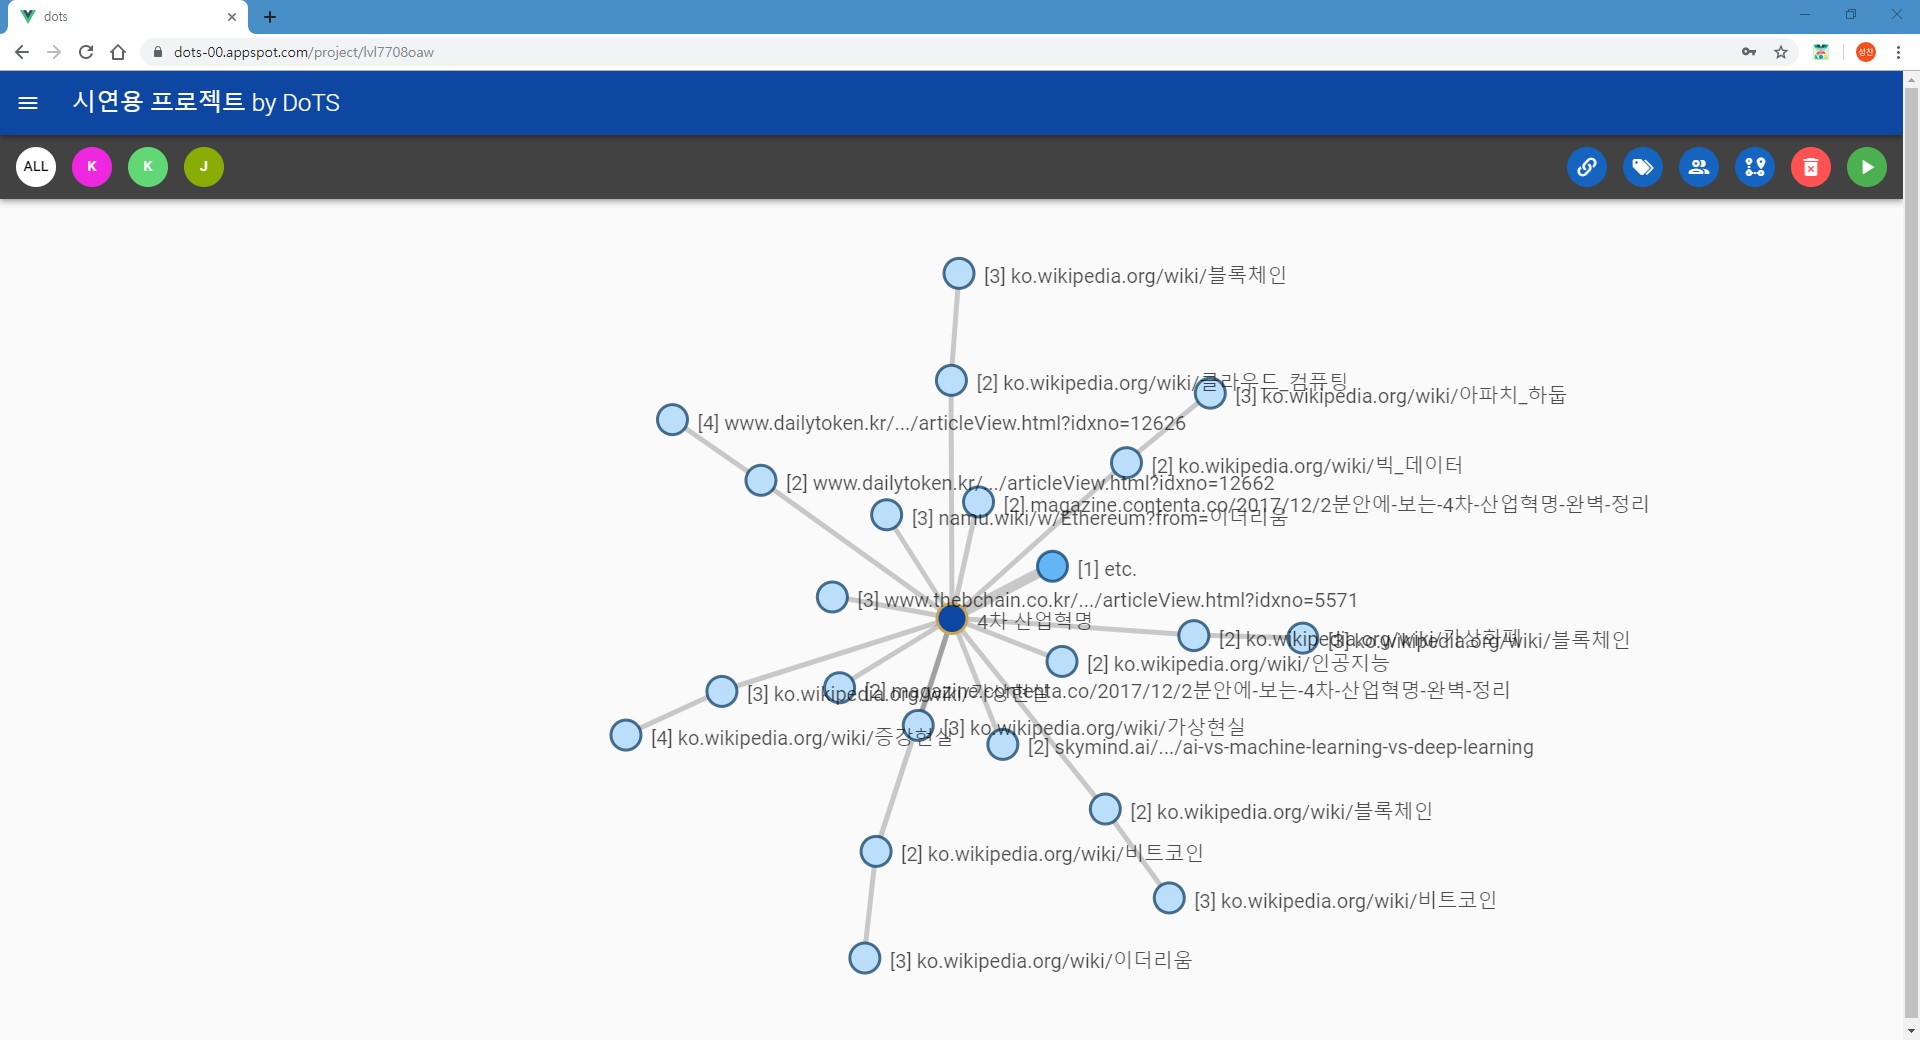 dots
dots-00.appspot.com/project/lvl7708oaw
성진
시연용 프로젝트 by DoTS
ALL K K J
[3] ko.wikipedia.org/wiki/블록체인
[2] ko.wikipedia.org/wiki/클라우드_컴퓨팅
[3] ko.wikipedia.org/wiki/아파치_하둡
[4] www.dailytoken.kr/.../articleView.html?idxno=12626
[2] ko.wikipedia.org/wiki/빅_데이터
[2] www.dailytoken.kr/.../articleView.html?idxno=12662
[2] magazine.contenta.co/2017/12/2분안에-보는-4차-산업혁명-완벽-정리
[3] namu.wiki/w/Ethereum?from=이더리움
[1] etc.
[3] www.thebchain.co.kr/.../articleView.html?idxno=5571
4차 산업혁명
[2] ko.wikipedia.org/wiki/가상화폐
[3] ko.wikipedia.org/wiki/블록체인
[2] ko.wikipedia.org/wiki/인공지능
[3] ko.wikipedia.org/wiki/가상현실
[2] magazine.contenta.co/2017/12/2분안에-보는-4차-산업혁명-완벽-정리
[3] ko.wikipedia.org/wiki/가상현실
[4] ko.wikipedia.org/wiki/증강현실
[2] skymind.ai/.../ai-vs-machine-learning-vs-deep-learning
[2] ko.wikipedia.org/wiki/블록체인
[2] ko.wikipedia.org/wiki/비트코인
[3] ko.wikipedia.org/wiki/비트코인
[3] ko.wikipedia.org/wiki/이더리움